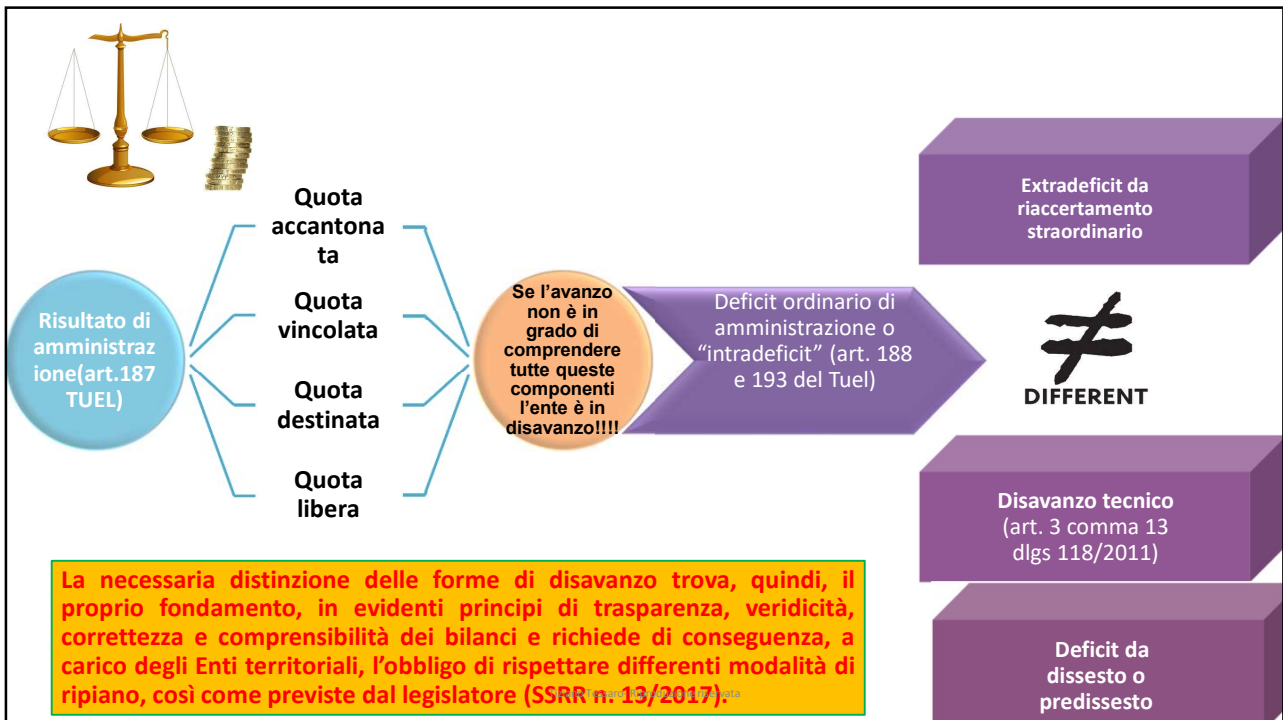 Risultato di
amministraz
ione(art.187
TUEL)
Quota
accantona
ta
Quota
vincolata
Quota
destinata
Quota
libera
Se l’avanzo
non è in
grado di
comprendere
tutte queste
componenti
l’ente è in
disavanzo!!!!
Deficit ordinario di
amministrazione o
“intradeficit” (art. 188
e 193 del Tuel)
Extradeficit da
riaccertamento
straordinario
≠
DIFFERENT
Disavanzo tecnico
(art. 3 comma 13
dlgs 118/2011)
Deficit da
dissesto o
predissesto
La necessaria distinzione delle forme di disavanzo trova, quindi, il
proprio fondamento, in evidenti principi di trasparenza, veridicità,
correttezza e comprensibilità dei bilanci e richiede di conseguenza, a
carico degli Enti territoriali, l’obbligo di rispettare differenti modalità di
ripiano, così come previste dal legislatore (SSRR n. 13/2017).
Tessaro Riproduzione riservata